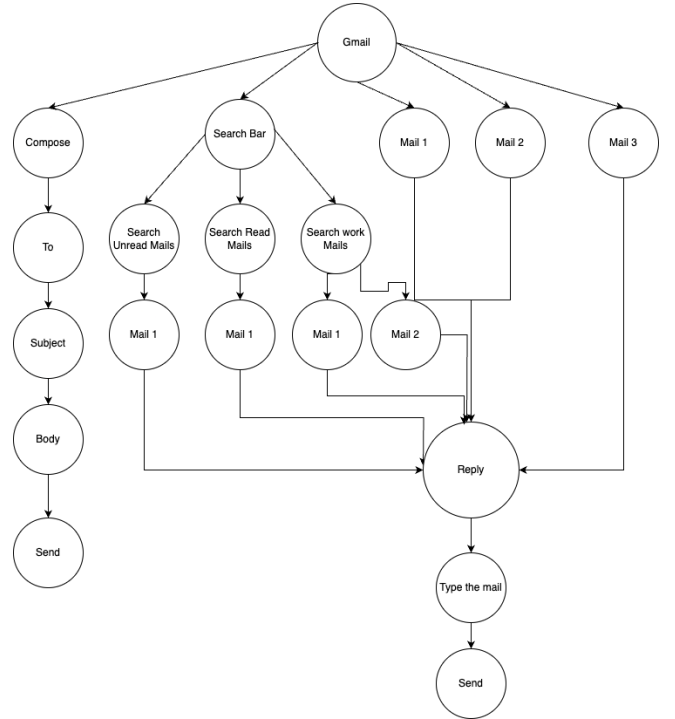 Gmail
Compose
Search Bar
Mail 1
Mail 2
Mail 3
To
Search
Unread Mails
Search Read
Mails
Search work
Mails
Subject
Mail 1
Mail 1
Mail 1
Mail 2
Body
Reply
Send
Type the mail
Send